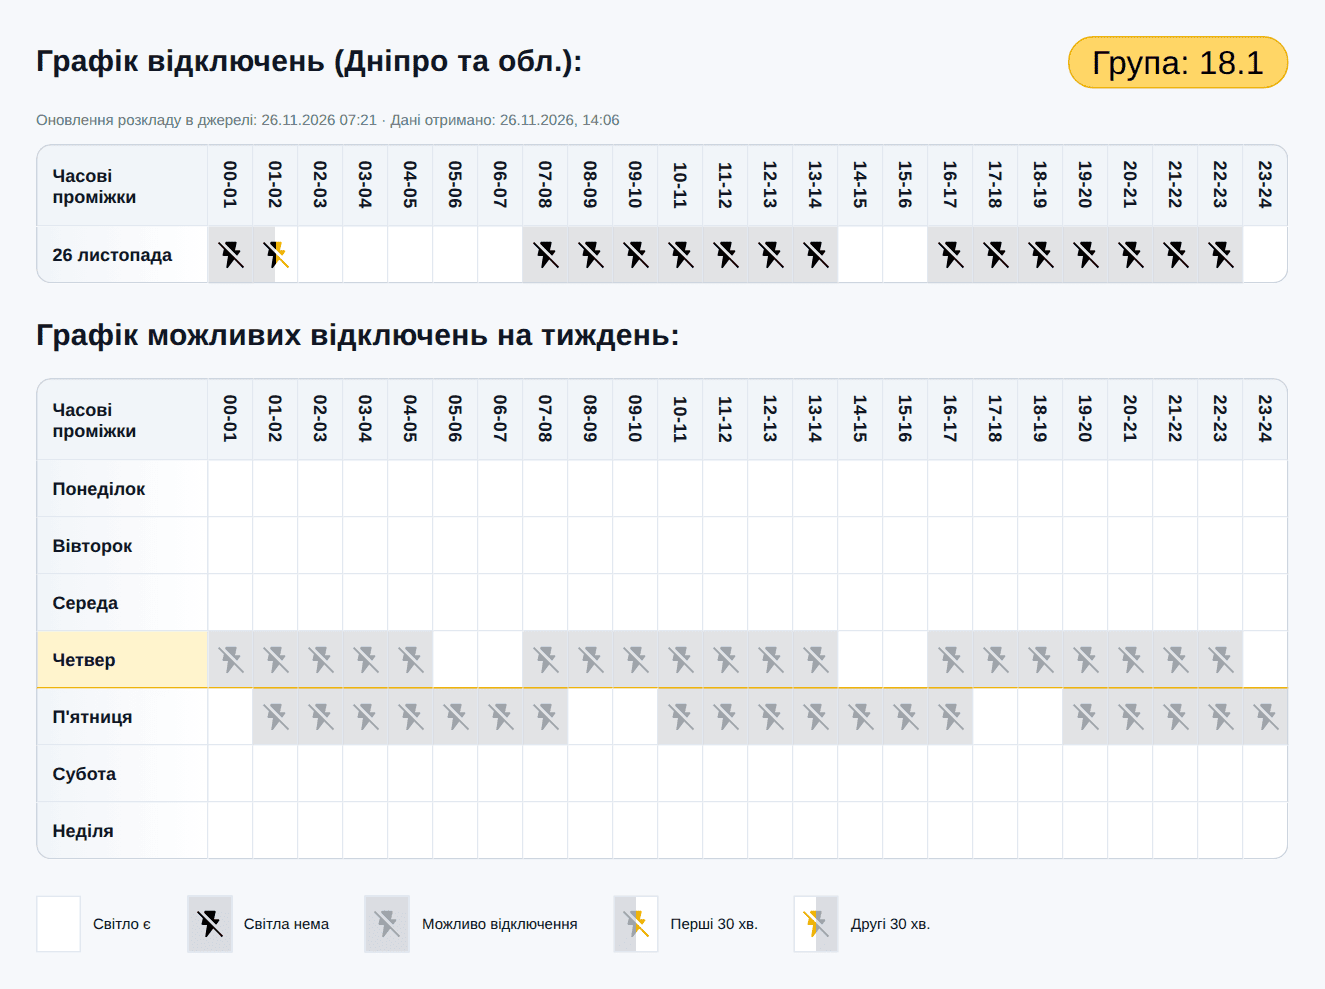 Графік відключень (Дніпро та обл.):
Група: 18.1
Оновлення розкладу в джерелі: 26.11.2026 07:21 · Дані отримано: 26.11.2026, 14:06
Часові
проміжки
00-01 01-02 02-03 03-04 04-05 05-06 06-07 07-08 08-09 09-10 10-11 11-12 12-13 13-14 14-15 15-16 16-17 17-18 18-19 19-20 20-21 21-22 22-23 23-24
26 листопада
Графік можливих відключень на тиждень:
Часові
проміжки
00-01 01-02 02-03 03-04 04-05 05-06 06-07 07-08 08-09 09-10 10-11 11-12 12-13 13-14 14-15 15-16 16-17 17-18 18-19 19-20 20-21 21-22 22-23 23-24
Понеділок
Вівторок
Середа
Четвер
П'ятниця
Субота
Неділя
Світло є
Світла нема
Можливо відключення
Перші 30 хв.
Другі 30 хв.